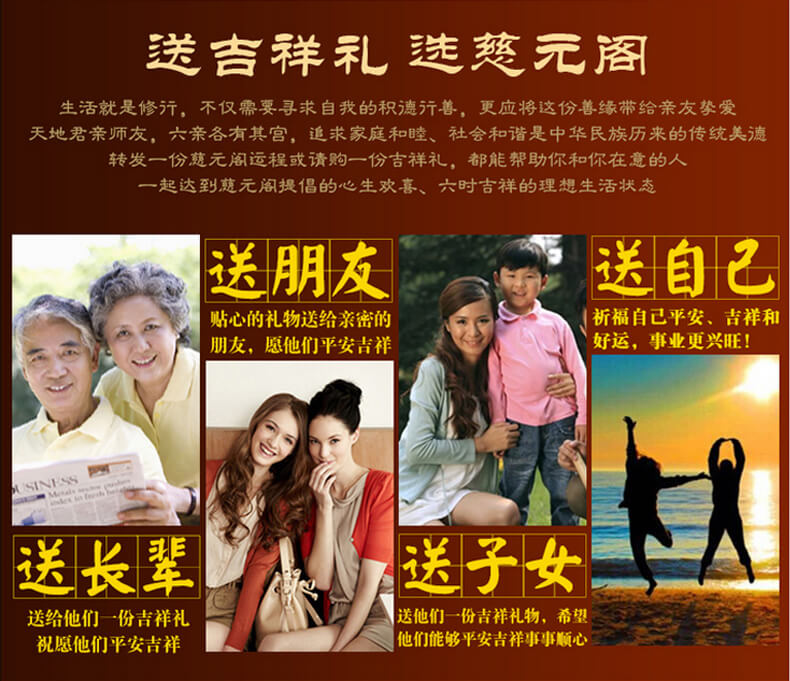 送吉祥礼 选慈元阁
生活就是修行，不仅需要寻求自我的积德行善，更应将这份善缘带给亲友挚爱
天地君亲师友，六亲各有其宫，追求家庭和睦、社会和谐是中华民族历来的传统美德
转发一份慈元阁运程或请购一份吉祥礼，都能帮助你和你在意的人
一起达到慈元阁提倡的心生欢喜、六时吉祥的理想生活状态
送朋友
贴心的礼物送给亲密的
朋友，愿他们平安吉祥
送自己
祈福自己平安、吉祥和
好运，事业更兴旺！
BUSINESS
Metals sector pushes
index to fresh heights
送长辈
送给他们一份吉祥礼
祝愿他们平安吉祥
送子女
送他们一份吉祥礼物，希望
他们能够平安吉祥事事顺心